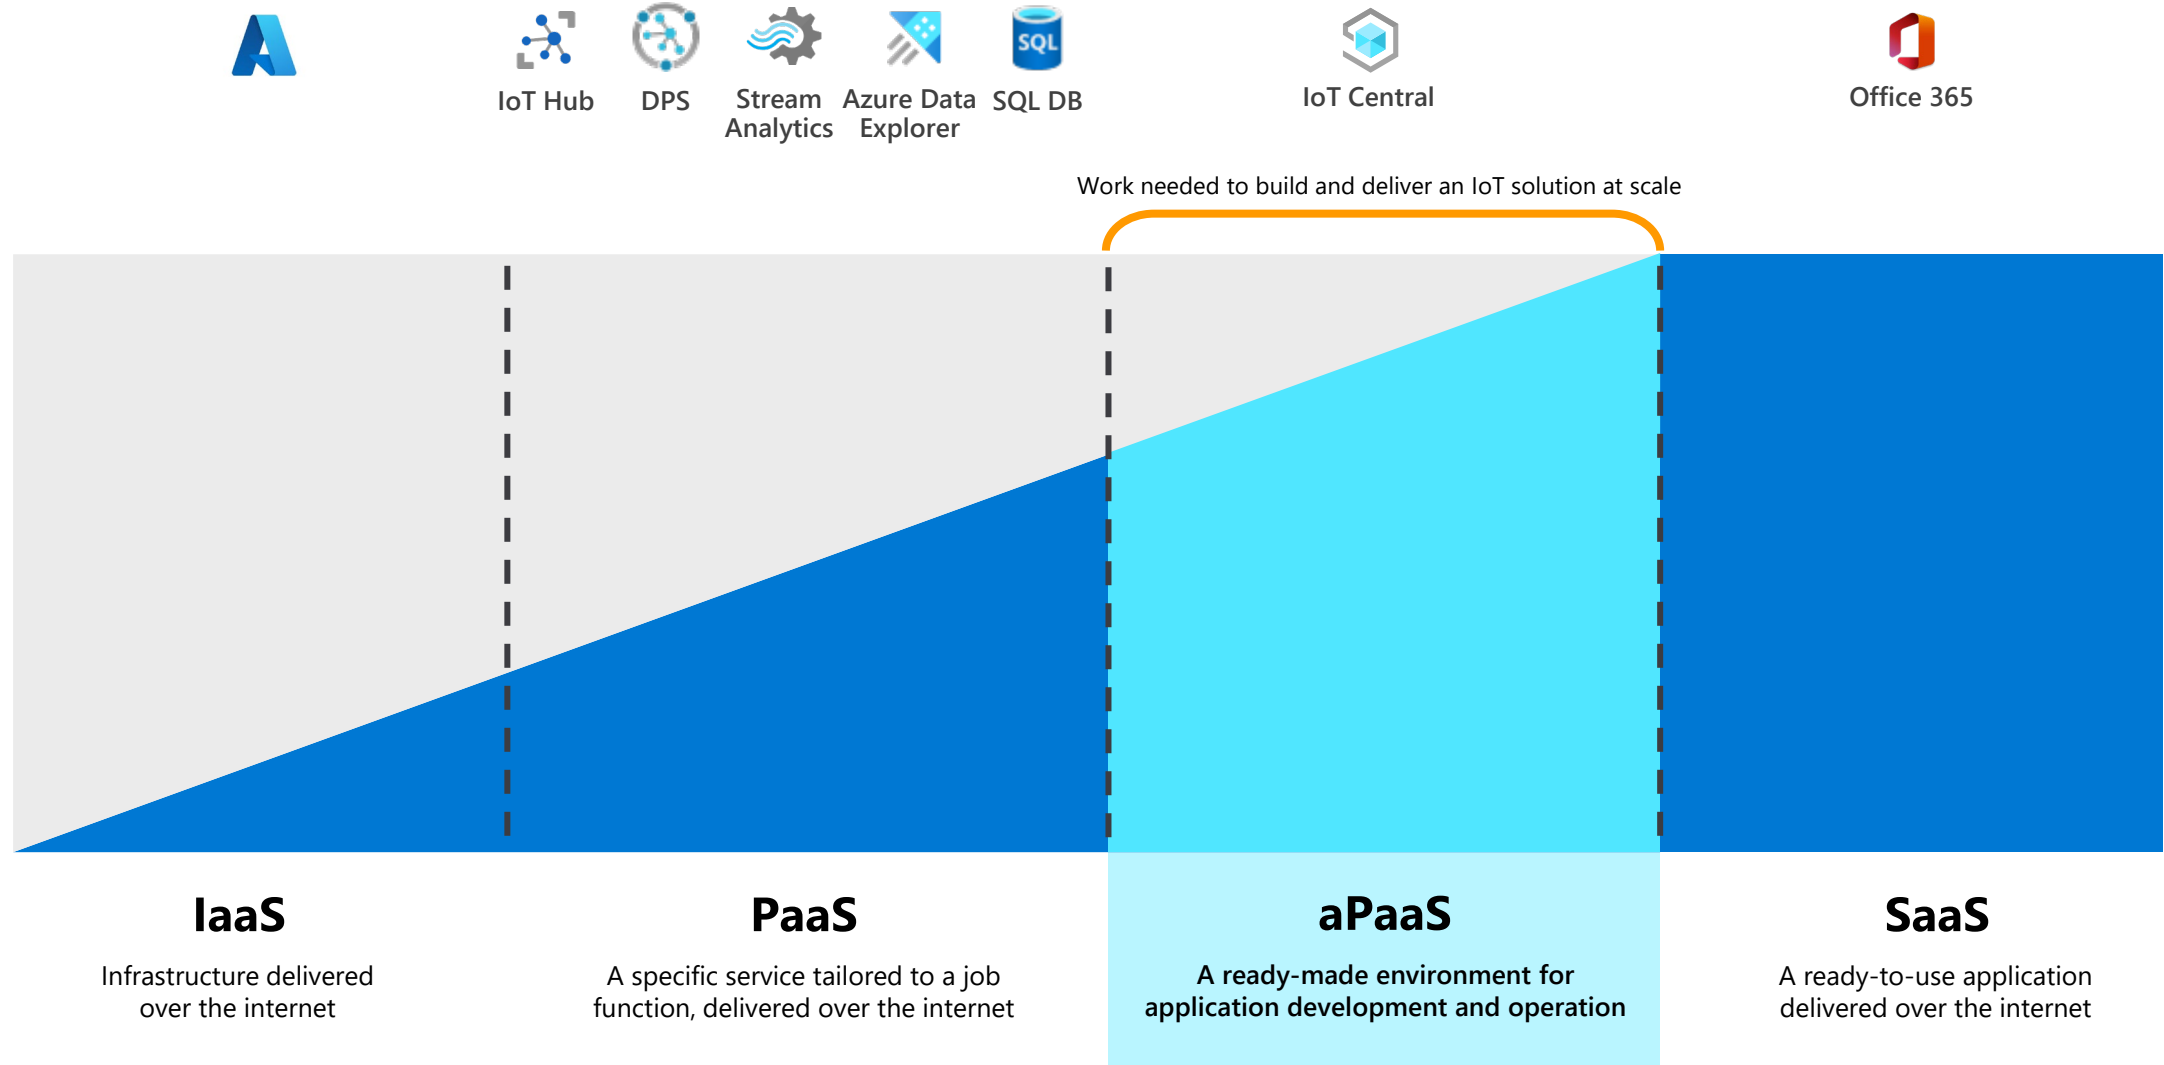 IoT Hub
DPS
Stream
Analytics
Azure Data
Explorer
SQL
SQL DB
IoT Central
Office 365
Work needed to build and deliver an IoT solution at scale
IaaS
Infrastructure delivered
over the internet
PaaS
A specific service tailored to a job
function, delivered over the internet
aPaaS
A ready-made environment for
application development and operation
SaaS
A ready-to-use application
delivered over the internet